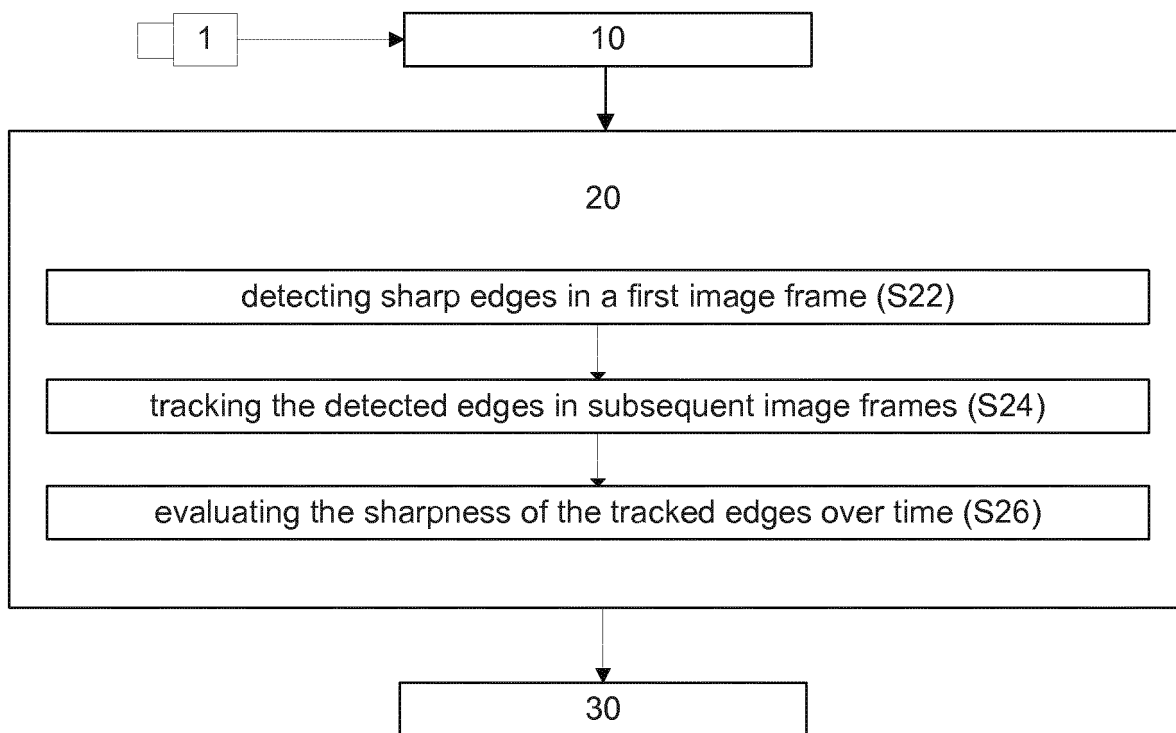 1
10
20
detecting sharp edges in a first image frame (S22)
tracking the detected edges in subsequent image frames (S24)
evaluating the sharpness of the tracked edges over time (S26)
30